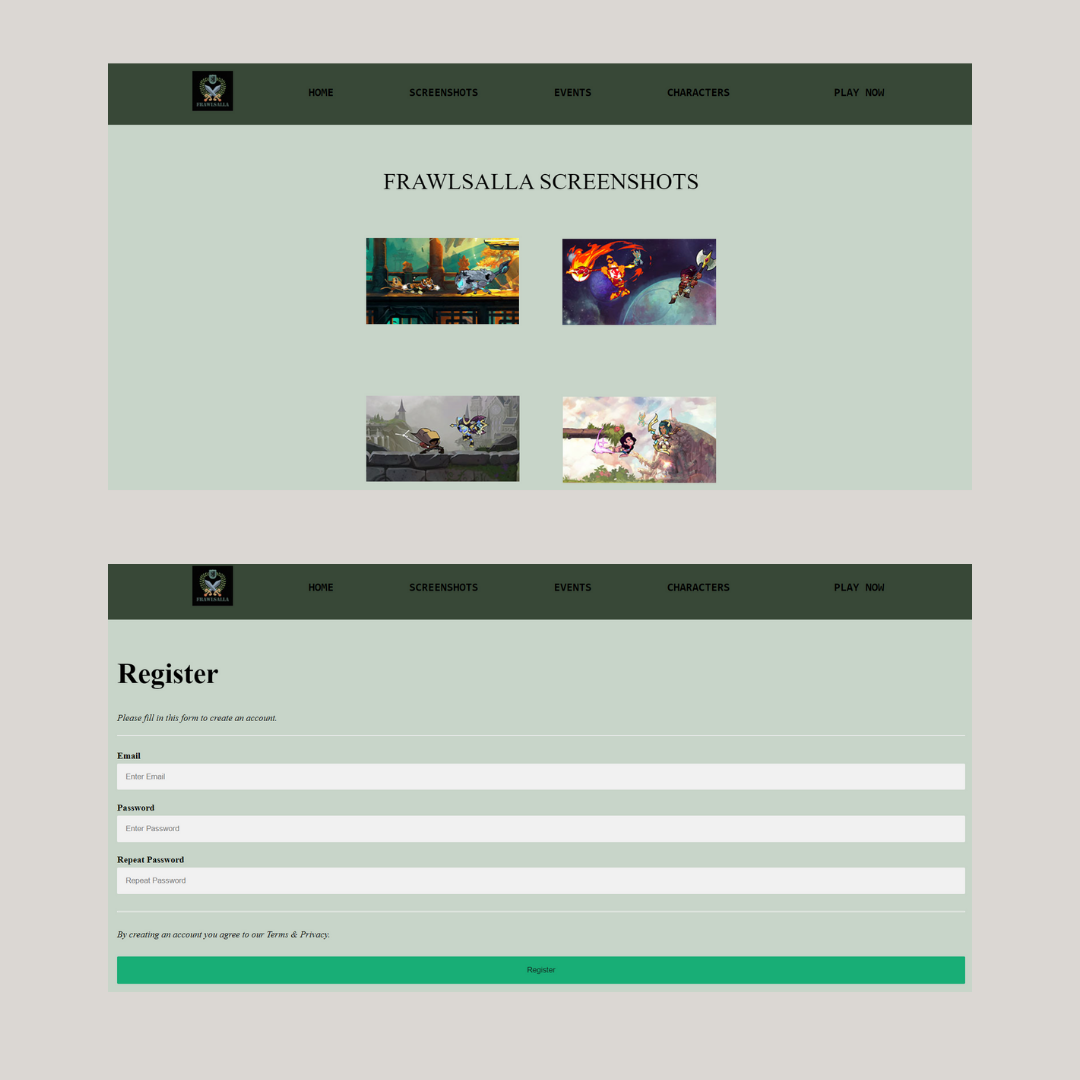 FRAWLSALLA
HOME SCREENSHOTS EVENTS CHARACTERS PLAY NOW
FRAWLSALLA SCREENSHOTS
FRAWLSALLA
HOME SCREENSHOTS EVENTS CHARACTERS PLAY NOW
Register
Please fill in this form to create an account.
Email
Enter Email
Password
Enter Password
Repeat Password
Repeat Password
By creating an account you agree to our Terms & Privacy.
Register